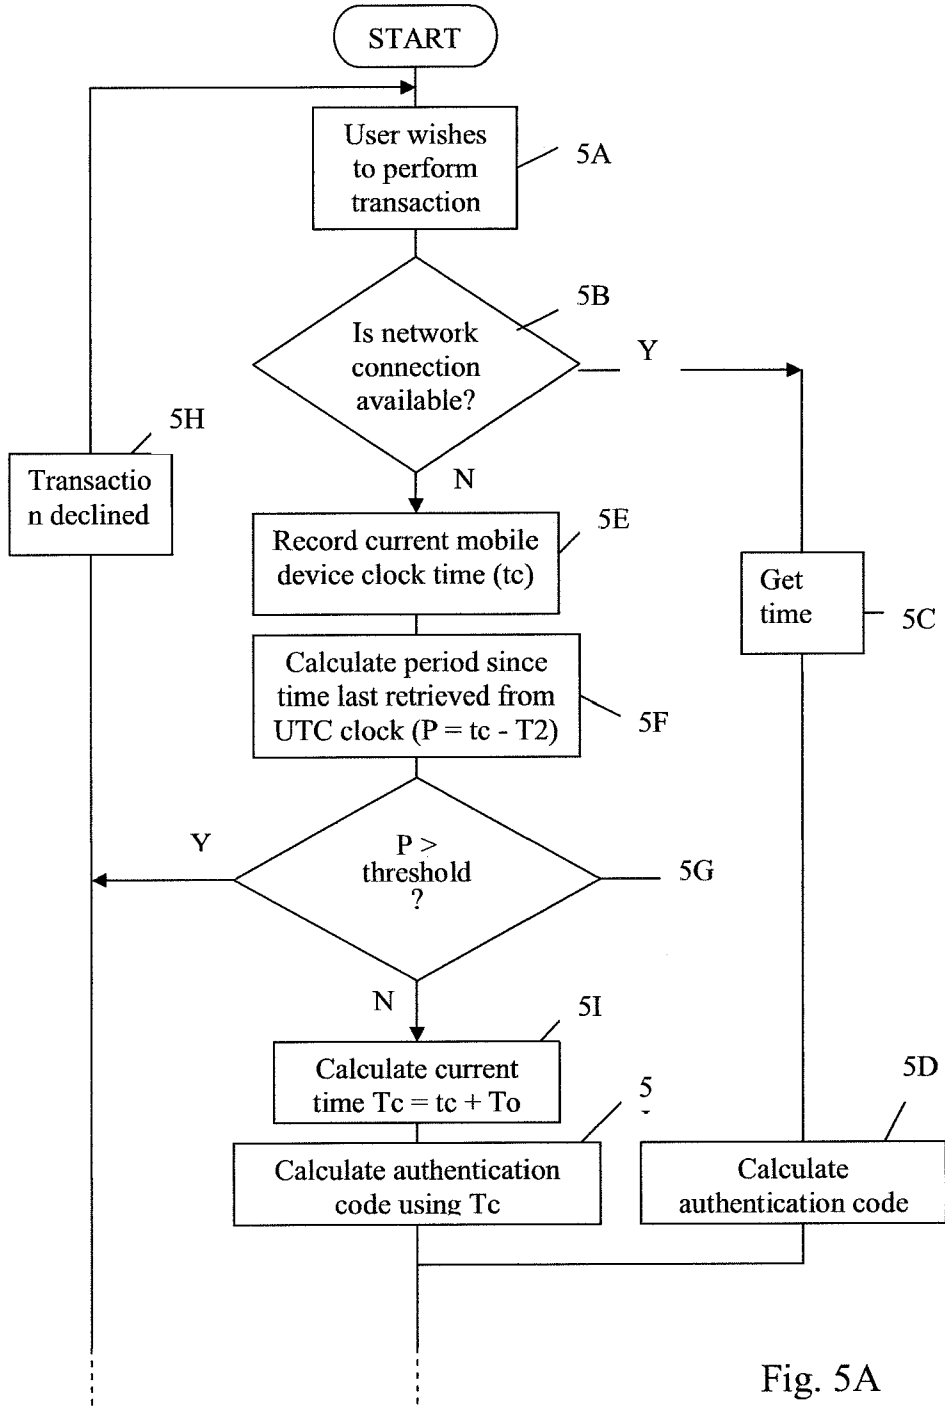 START
User wishes
to perform
transaction
5A
5B
Is network
connection
available?
Y
N
5H
Transactio
n declined
5E
Record current mobile
device clock time (tc)
Get
time
5C
Calculate period since
time last retrieved from
UTC clock (P = tc - T2)
5F
Y
P >
threshold
?
5G
N
5I
Calculate current
time Tc = tc + To
5
5D
Calculate authentication
code using Tc
Calculate
authentication code
Fig. 5A